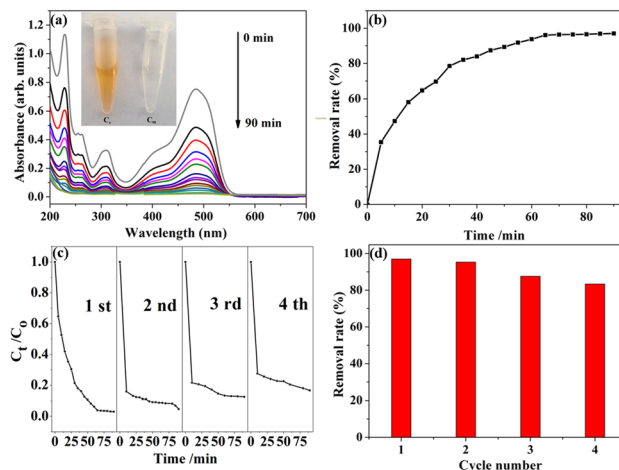 (a)
0 min
90 min
C₀
C₉₀
Absorbance (arb. units)
1.2
1.0
0.8
0.6
0.4
0.2
0.0
200 300 400 500 600 700
Wavelength (nm)
(b)
Removal rate (%)
100
80
60
40
20
0
0 20 40 60 80
Time /min
(c)
Cₜ/C₀
1.0
0.8
0.6
0.4
0.2
0.0
1 st 2 nd 3 rd 4 th
0 25 50 75 0 25 50 75 0 25 50 75 0 25 50 75
Time /min
(d)
Removal rate (%)
100
80
60
40
20
0
1 2 3 4
Cycle number